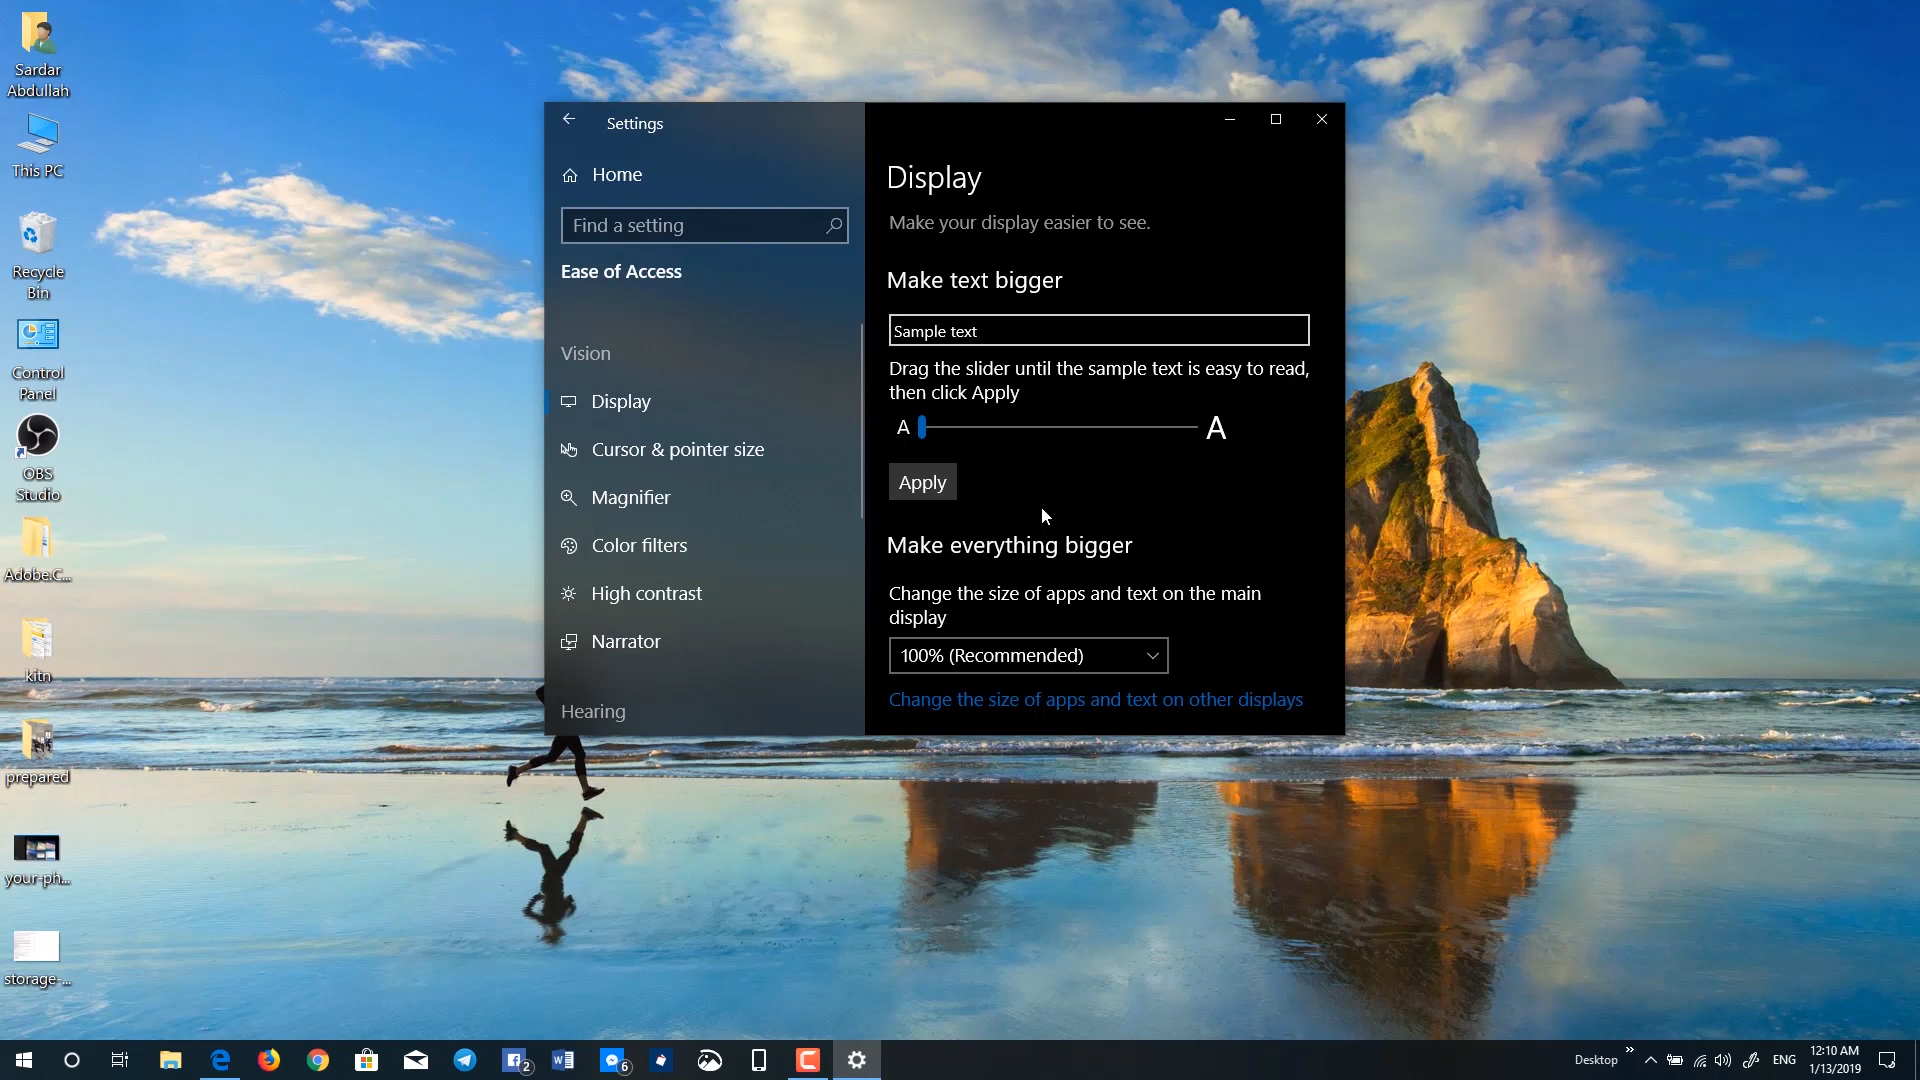 Sardar
Abdullah
This PC
Recycle
Bin
Control
Panel
OBS
Studio
Adobe.C...
kitn
prepared
your-ph...
storage-...
Settings
Home
Find a setting
Ease of Access
Vision
Display
Cursor & pointer size
Magnifier
Color filters
High contrast
Narrator
Hearing
Display
Make your display easier to see.
Make text bigger
Sample text
Drag the slider until the sample text is easy to read,
then click Apply
A A
Apply
Make everything bigger
Change the size of apps and text on the main
display
100% (Recommended)
Change the size of apps and text on other displays
2
6
Desktop
ENG
12:10 AM
1/13/2019